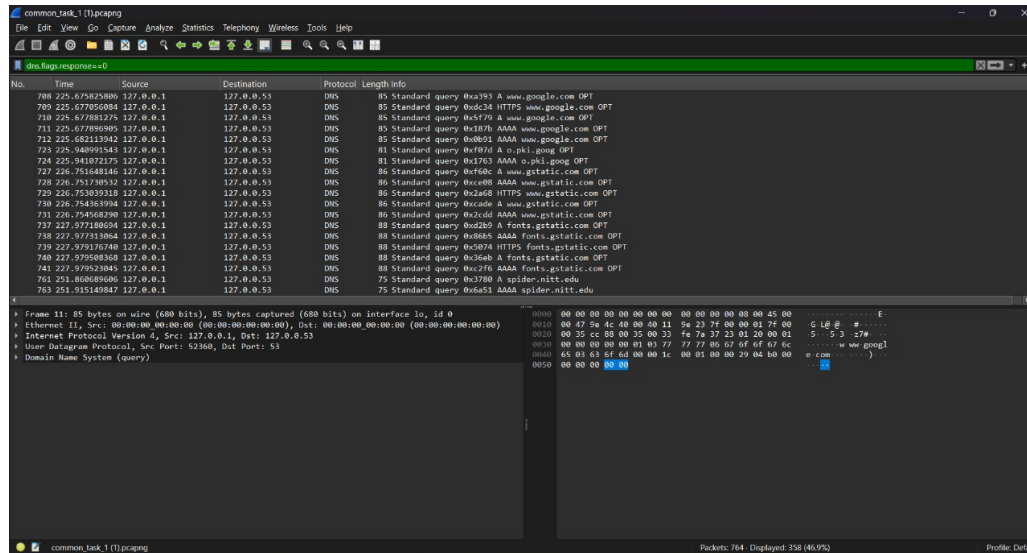 common_task_1 (1).pcapng
File Edit View Go Capture Analyze Statistics Telephony Wireless Tools Help
dns.flags.response==0
No. Time Source Destination Protocol Length Info
708 225.675825806 127.0.0.1 127.0.0.53 DNS 85 Standard query 0xa393 A www.google.com OPT
709 225.677056084 127.0.0.1 127.0.0.53 DNS 85 Standard query 0xdc34 HTTPS www.google.com OPT
710 225.677881275 127.0.0.1 127.0.0.53 DNS 85 Standard query 0x5f79 A www.google.com OPT
711 225.677896905 127.0.0.1 127.0.0.53 DNS 85 Standard query 0x187b AAAA www.google.com OPT
712 225.682113942 127.0.0.1 127.0.0.53 DNS 85 Standard query 0x0b91 AAAA www.google.com OPT
723 225.940991543 127.0.0.1 127.0.0.53 DNS 81 Standard query 0xf07d A o.pki.goog OPT
724 225.941072175 127.0.0.1 127.0.0.53 DNS 81 Standard query 0x1763 AAAA o.pki.goog OPT
727 226.751648146 127.0.0.1 127.0.0.53 DNS 86 Standard query 0xf60c A www.gstatic.com OPT
728 226.751730532 127.0.0.1 127.0.0.53 DNS 86 Standard query 0xce08 AAAA www.gstatic.com OPT
729 226.753039318 127.0.0.1 127.0.0.53 DNS 86 Standard query 0x2a68 HTTPS www.gstatic.com OPT
730 226.754363994 127.0.0.1 127.0.0.53 DNS 86 Standard query 0xcade A www.gstatic.com OPT
731 226.754568290 127.0.0.1 127.0.0.53 DNS 86 Standard query 0x2cdd AAAA www.gstatic.com OPT
737 227.977180694 127.0.0.1 127.0.0.53 DNS 88 Standard query 0xd2b9 A fonts.gstatic.com OPT
738 227.977313064 127.0.0.1 127.0.0.53 DNS 88 Standard query 0x86b5 AAAA fonts.gstatic.com OPT
739 227.979176740 127.0.0.1 127.0.0.53 DNS 88 Standard query 0x5074 HTTPS fonts.gstatic.com OPT
740 227.979508368 127.0.0.1 127.0.0.53 DNS 88 Standard query 0x36eb A fonts.gstatic.com OPT
741 227.979523045 127.0.0.1 127.0.0.53 DNS 88 Standard query 0xc2f6 AAAA fonts.gstatic.com OPT
761 251.860689606 127.0.0.1 127.0.0.53 DNS 75 Standard query 0x3780 A spider.nitt.edu
763 251.915149847 127.0.0.1 127.0.0.53 DNS 75 Standard query 0x6a51 AAAA spider.nitt.edu
Frame 11: 85 bytes on wire (680 bits), 85 bytes captured (680 bits) on interface lo, id 0
Ethernet II, Src: 00:00:00_00:00:00 (00:00:00:00:00:00), Dst: 00:00:00_00:00:00 (00:00:00:00:00:00)
Internet Protocol Version 4, Src: 127.0.0.1, Dst: 127.0.0.53
User Datagram Protocol, Src Port: 52360, Dst Port: 53
Domain Name System (query)
0000 00 00 00 00 00 00 00 00 00 00 00 00 08 00 45 00 ··············E·
0010 00 47 9e 4c 40 00 40 11 9e 23 7f 00 00 01 7f 00 ·G·L@·@· ·#······
0020 00 35 cc 88 00 35 00 33 fe 7a 37 23 01 20 00 01 ·5···5·3 ·z7#· ··
0030 00 00 00 00 00 01 03 77 77 77 06 67 6f 6f 67 6c ·······w ww·googl
0040 65 03 63 6f 6d 00 00 1c 00 01 00 00 29 04 b0 00 e·com··· ····)···
0050 00 00 00 00 00 ·····
common_task_1 (1).pcapng
Packets: 764 · Displayed: 358 (46.9%)
Profile: Def